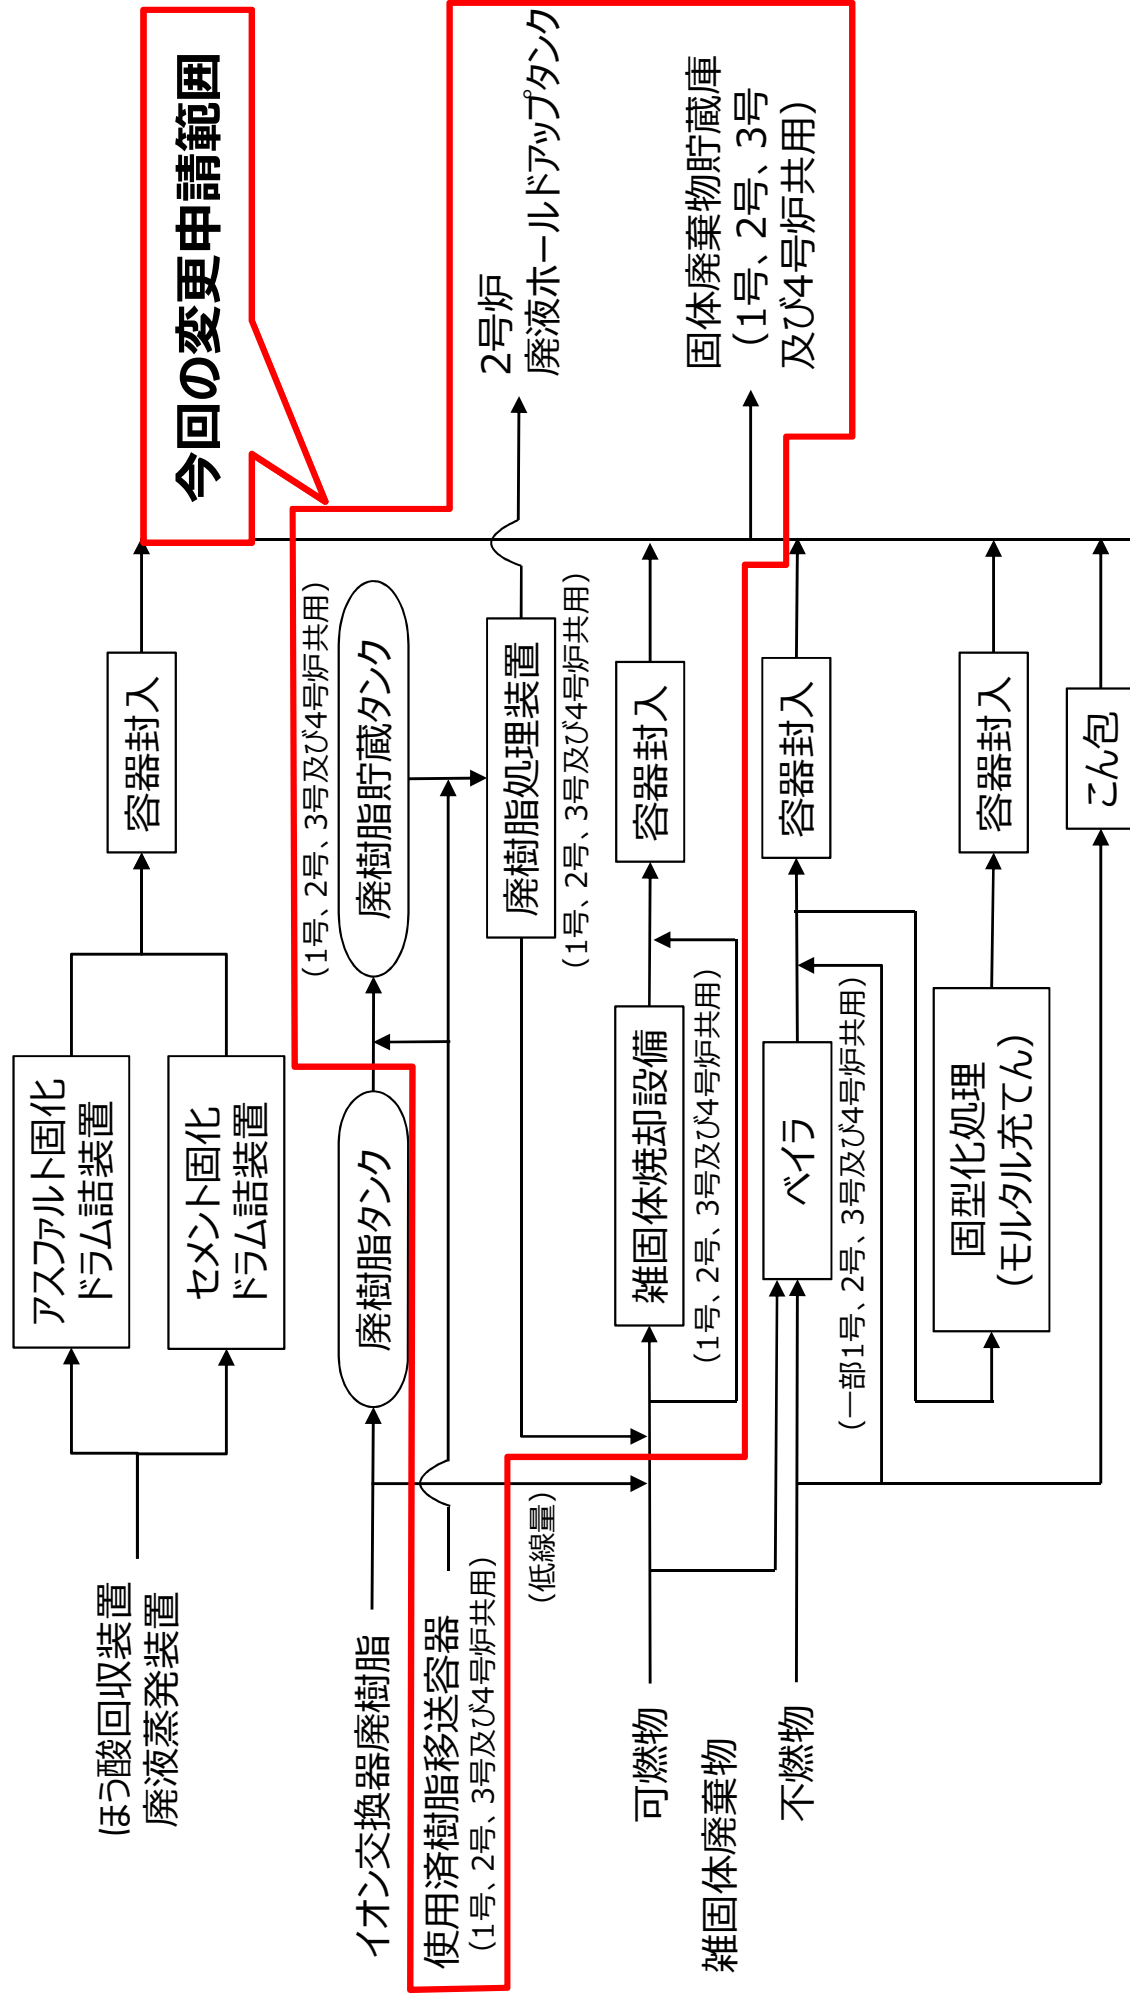 今回の変更申請範囲
ほう酸回収装置
廃液蒸発装置
アスファルト固化
ドラム詰装置
セメント固化
ドラム詰装置
容器封入
イオン交換器廃樹脂
廃樹脂タンク
(1号、2号、3号及び4号炉共用)
廃樹脂貯蔵タンク
使用済樹脂移送容器
(1号、2号、3号及び4号炉共用)
廃樹脂処理装置
(1号、2号、3号及び4号炉共用)
2号炉
廃液ホールドアップタンク
(低線量)
可燃物
雑固体廃棄物
不燃物
雑固体焼却設備
(1号、2号、3号及び4号炉共用)
容器封入
固体廃棄物貯蔵庫
(1号、2号、3号
及び4号炉共用)
ベイラ
(一部1号、2号、3号及び4号炉共用)
容器封入
固型化処理
(モルタル充てん)
容器封入
こん包